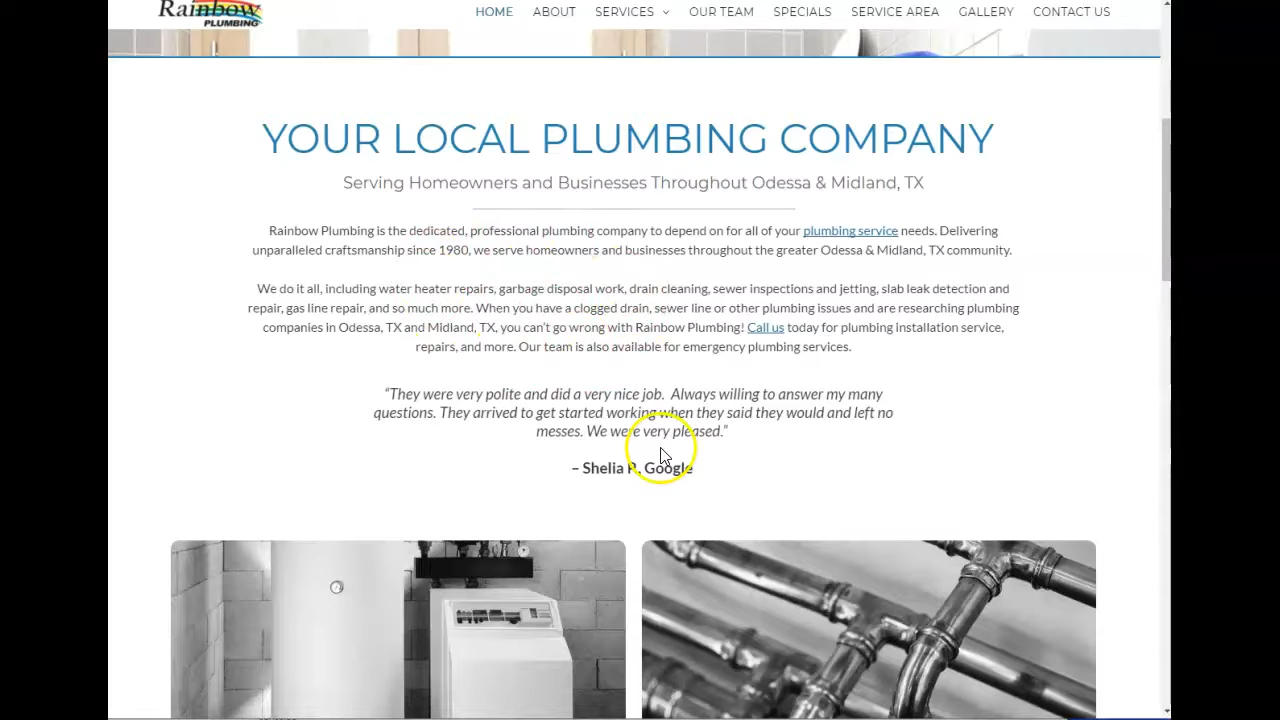 Rainbow
PLUMBING
HOME ABOUT SERVICES OUR TEAM SPECIALS SERVICE AREA GALLERY CONTACT US
YOUR LOCAL PLUMBING COMPANY
Serving Homeowners and Businesses Throughout Odessa & Midland, TX
Rainbow Plumbing is the dedicated, professional plumbing company to depend on for all of your plumbing service needs. Delivering
unparalleled craftsmanship since 1980, we serve homeowners and businesses throughout the greater Odessa & Midland, TX community.
We do it all, including water heater repairs, garbage disposal work, drain cleaning, sewer inspections and jetting, slab leak detection and
repair, gas line repair, and so much more. When you have a clogged drain, sewer line or other plumbing issues and are researching plumbing
companies in Odessa, TX and Midland, TX, you can't go wrong with Rainbow Plumbing! Call us today for plumbing installation service,
repairs, and more. Our team is also available for emergency plumbing services.
“They were very polite and did a very nice job.  Always willing to answer my many
questions. They arrived to get started working when they said they would and left no
messes. We were very pleased.”
– Shelia P., Google